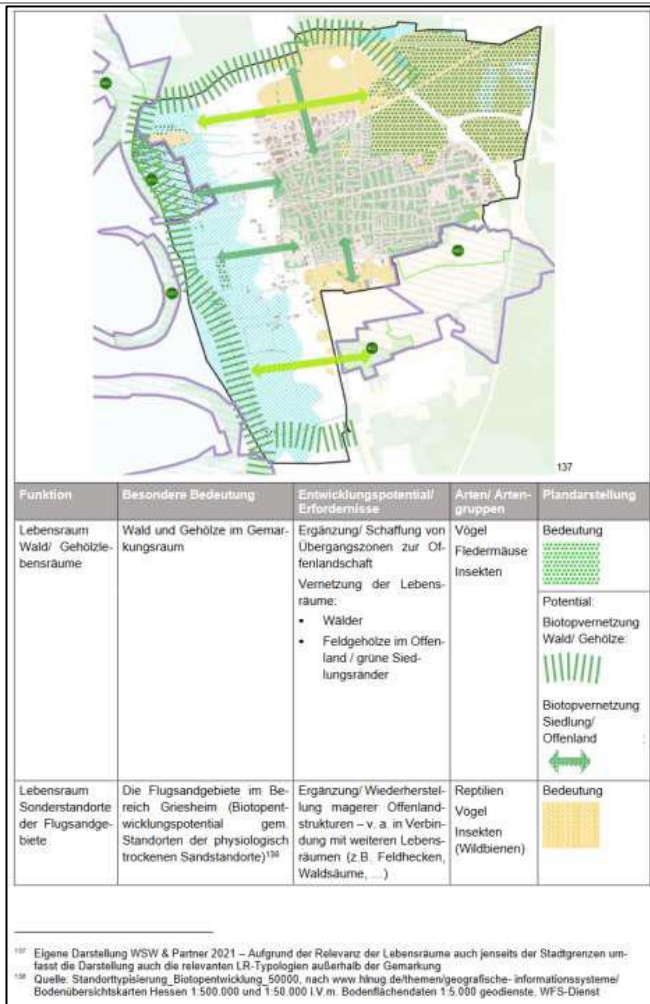 137
Funktion
Besondere Bedeutung
Entwicklungspotential/
Erfordernisse
Arten/ Arten-
gruppen
Plandarstellung
Lebensraum
Wald/ Gehölzle-
bensräume
Wald und Gehölze im Gemar-
kungsraum
Ergänzung/ Schaffung von
Übergangszonen zur Of-
fenlandschaft
Vernetzung der Lebens-
räume:
• Wälder
• Feldgehölze im Offen-
land / grüne Sied-
lungsränder
Vögel
Fledermäuse
Insekten
Bedeutung
Potential:
Biotopvernetzung
Wald/ Gehölze:
Biotopvernetzung
Siedlung/
Offenland :
Lebensraum
Sonderstandorte
der Flugsandge-
biete
Die Flugsandgebiete im Be-
reich Griesheim (Biotopent-
wicklungspotential gem.
Standorten der physiologisch
trockenen Sandstandorte)138
Ergänzung/ Wiederherstel-
lung magerer Offenland-
strukturen – v. a. in Verbin-
dung mit weiteren Lebens-
räumen (z.B. Feldhecken,
Waldsäume, …)
Reptilien
Vögel
Insekten
(Wildbienen)
Bedeutung
137 Eigene Darstellung WSW & Partner 2021 – Aufgrund der Relevanz der Lebensräume auch jenseits der Stadtgrenzen um-
fasst die Darstellung auch die relevanten LR-Typologien außerhalb der Gemarkung
138 Quelle: Standorttypisierung_Biotopentwicklung_50000, nach www.hlnug.de/themen/geografische- informationssysteme/
Bodenübersichtskarten Hessen 1:500.000 und 1:50.000 i.V.m. Bodenflächendaten 1:5.000 geodienste, WFS-Dienst